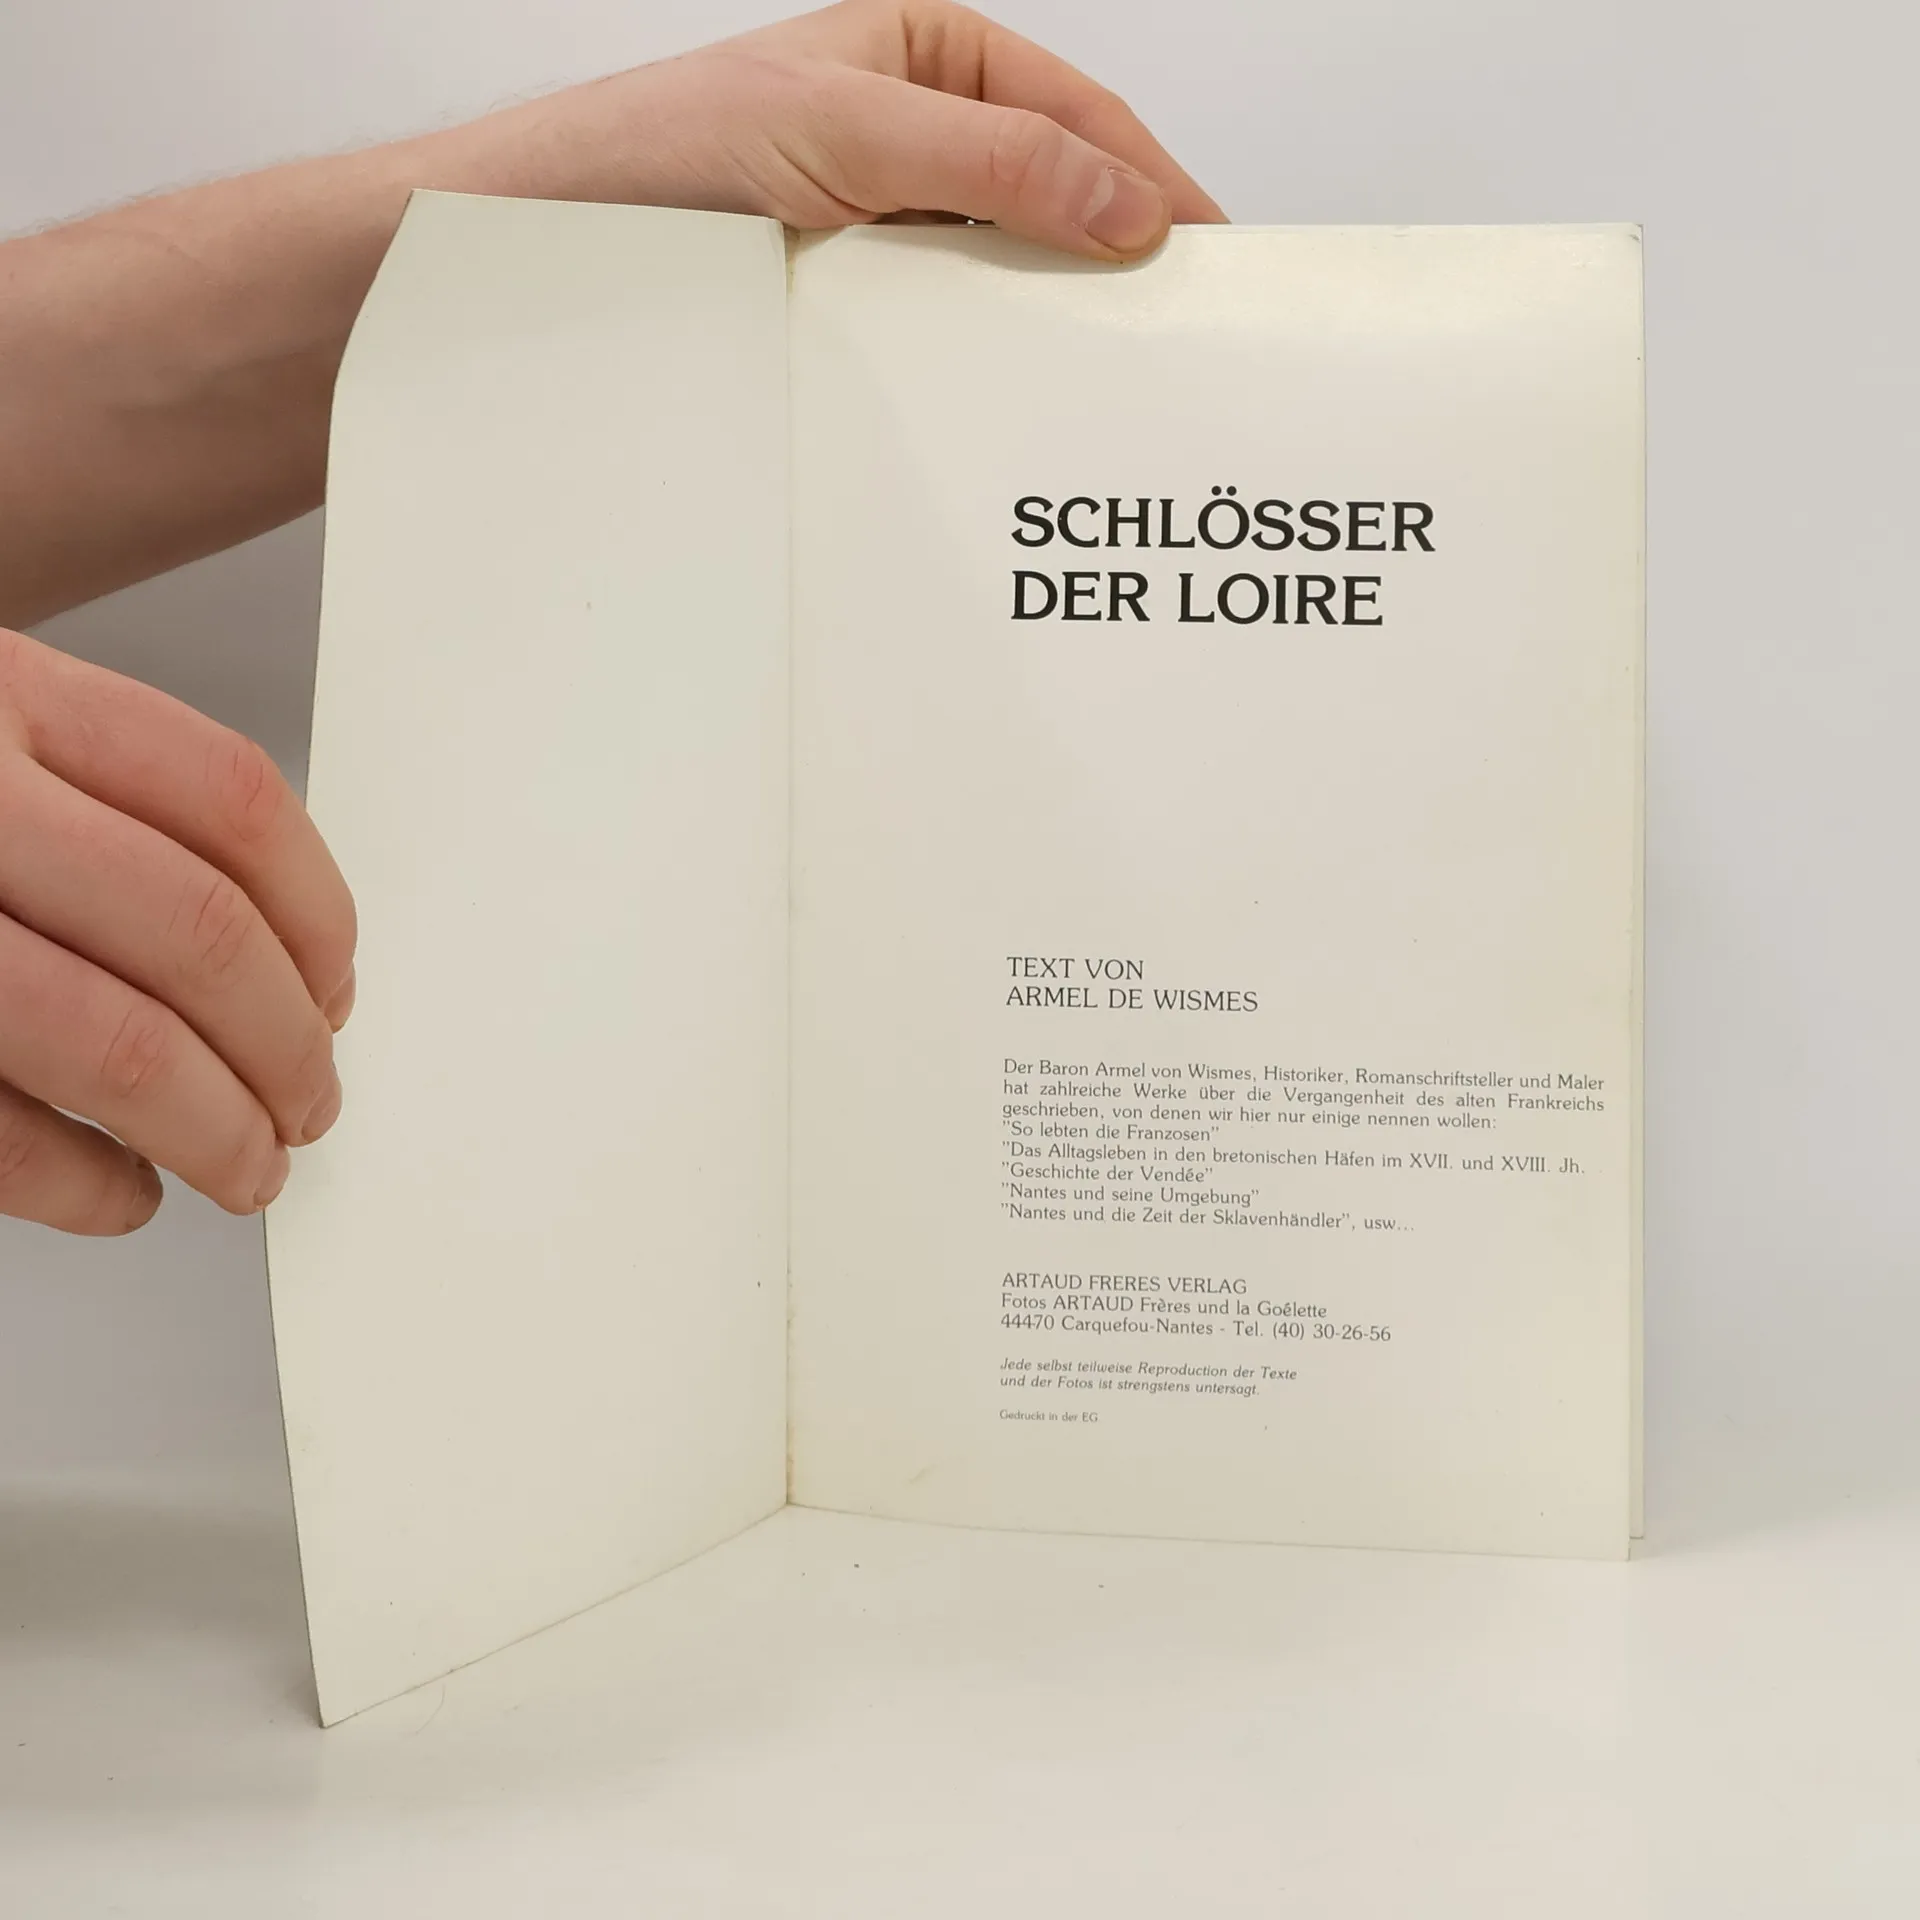 SCHLÖSSER
DER LOIRE
TEXT VON
ARMEL DE WISMES
Der Baron Armel von Wismes, Historiker, Romanschriftsteller und Maler
hat zahlreiche Werke über die Vergangenheit des alten Frankreichs
geschrieben, von denen wir hier nur einige nennen wollen:
"So lebten die Franzosen"
"Das Alltagsleben in den bretonischen Häfen im XVII. und XVIII. Jh.
"Geschichte der Vendée"
"Nantes und seine Umgebung"
"Nantes und die Zeit der Sklavenhändler", usw...
ARTAUD FRERES VERLAG
Fotos ARTAUD Frères und la Goélette
44470 Carquefou-Nantes - Tel. (40) 30-26-56
Jede selbst teilweise Reproduction der Texte
und der Fotos ist strengstens untersagt.
Gedruckt in der EG